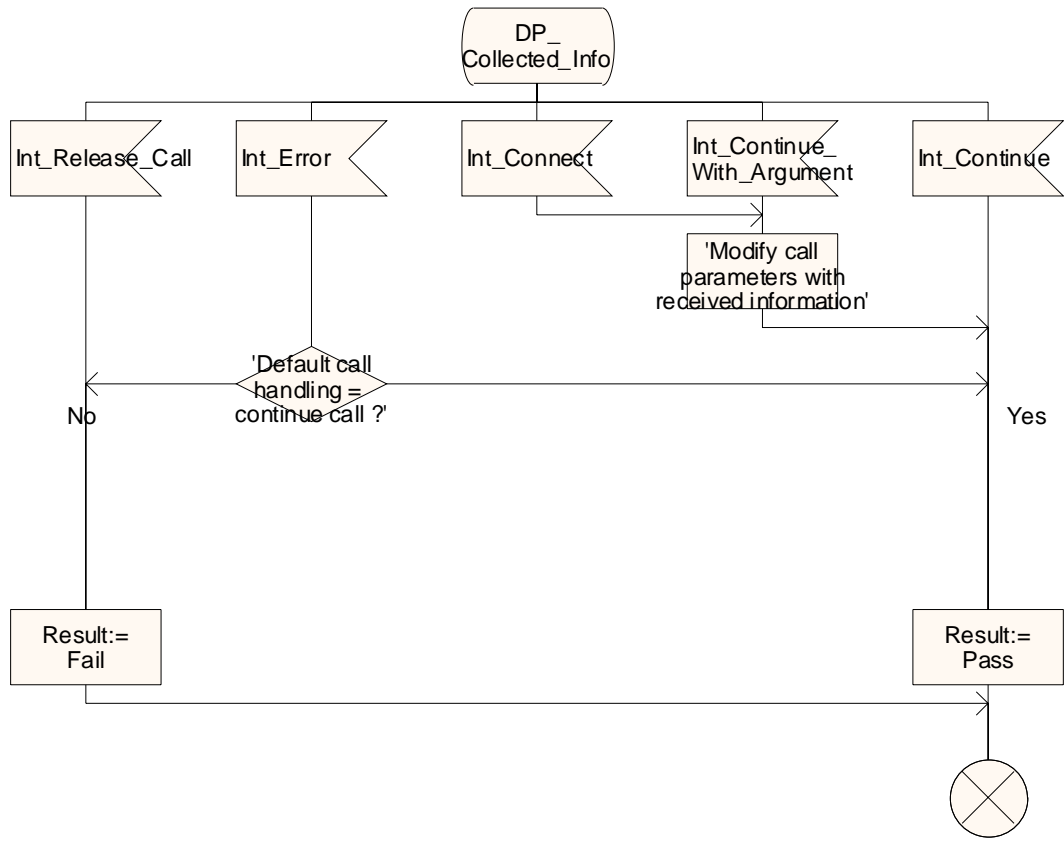 DP_
Collected_Info
Int_Release_Call
Int_Error
Int_Connect
Int_Continue_
With_Argument
Int_Continue
'Modify call
parameters with
received information'
'Default call
handling =
continue call ?'
No
Yes
Result:=
Fail
Result:=
Pass